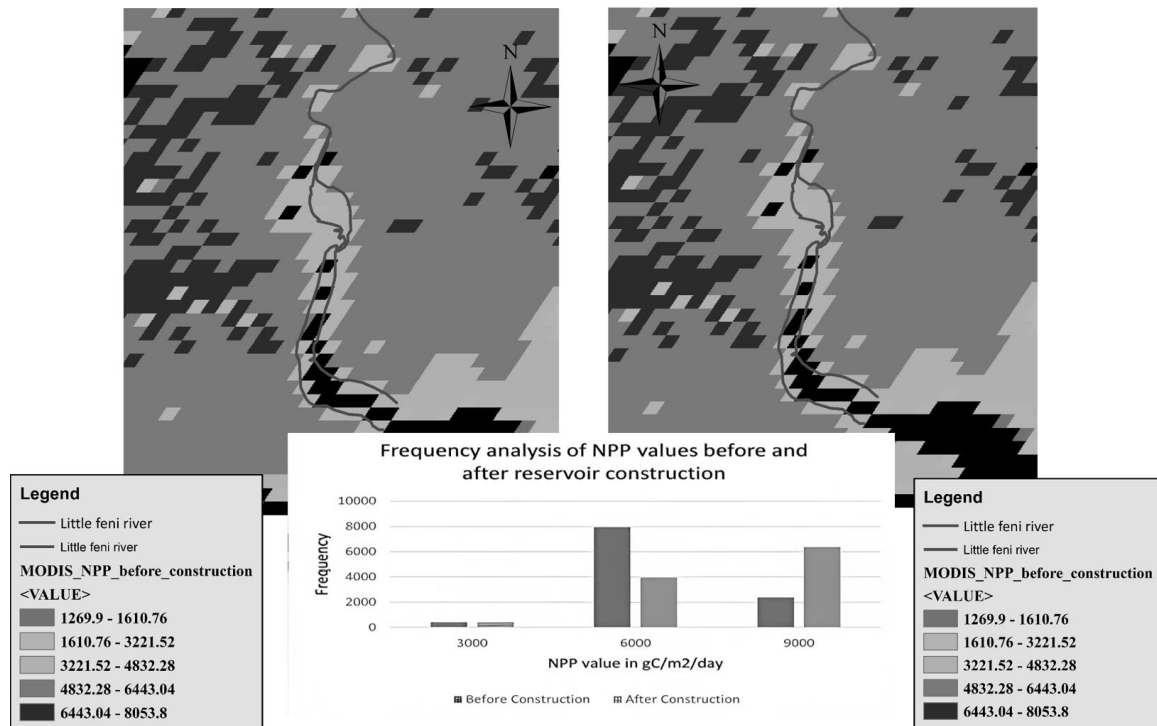 N
N
Legend
Little feni river
Little feni river
MODIS_NPP_before_construction
<VALUE>
1269.9 - 1610.76
1610.76 - 3221.52
3221.52 - 4832.28
4832.28 - 6443.04
6443.04 - 8053.8
Frequency analysis of NPP values before and
after reservoir construction
Frequency
10000
8000
6000
4000
2000
0
3000
6000
9000
NPP value in gC/m2/day
Before Construction
After Construction
Legend
Little feni river
Little feni river
MODIS_NPP_before_construction
<VALUE>
1269.9 - 1610.76
1610.76 - 3221.52
3221.52 - 4832.28
4832.28 - 6443.04
6443.04 - 8053.8